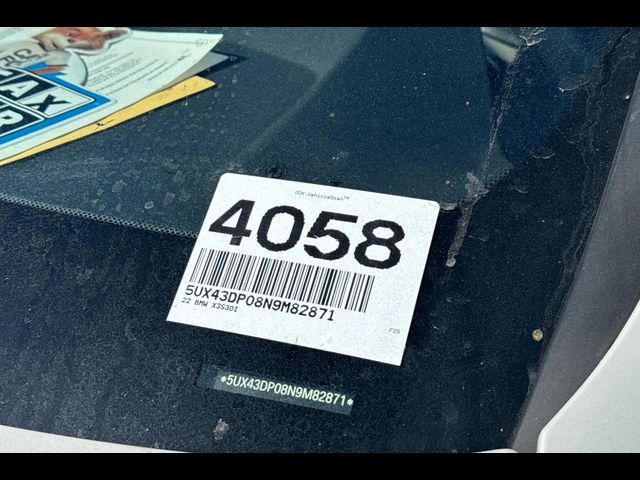 CDK VehicleScan™
4058
5UX43DP08N9M82871
22 BMW X3S30I
F25
*5UX43DP08N9M82871*